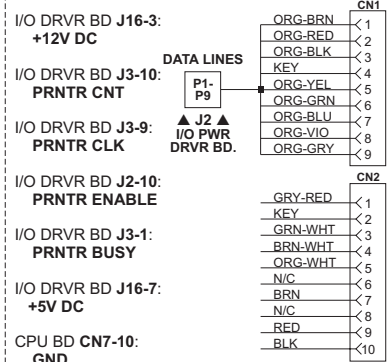 I/O DRVR BD J16-3:
+12V DC
I/O DRVR BD J3-10:
PRNTR CNT
I/O DRVR BD J3-9:
PRNTR CLK
I/O DRVR BD J2-10:
PRNTR ENABLE
I/O DRVR BD J3-1:
PRNTR BUSY
I/O DRVR BD J16-7:
+5V DC
CPU BD CN7-10:
GND
DATA LINES
P1-
P9
▲ J2 ▲
I/O PWR
DRVR BD.
CN1
ORG-BRN 1
ORG-RED 2
ORG-BLK 3
KEY 4
ORG-YEL 5
ORG-GRN 6
ORG-BLU 7
ORG-VIO 8
ORG-GRY 9
CN2
GRY-RED 1
KEY 2
GRN-WHT 3
BRN-WHT 4
ORG-WHT 5
N/C 6
BRN 7
N/C 8
RED 9
BLK 10